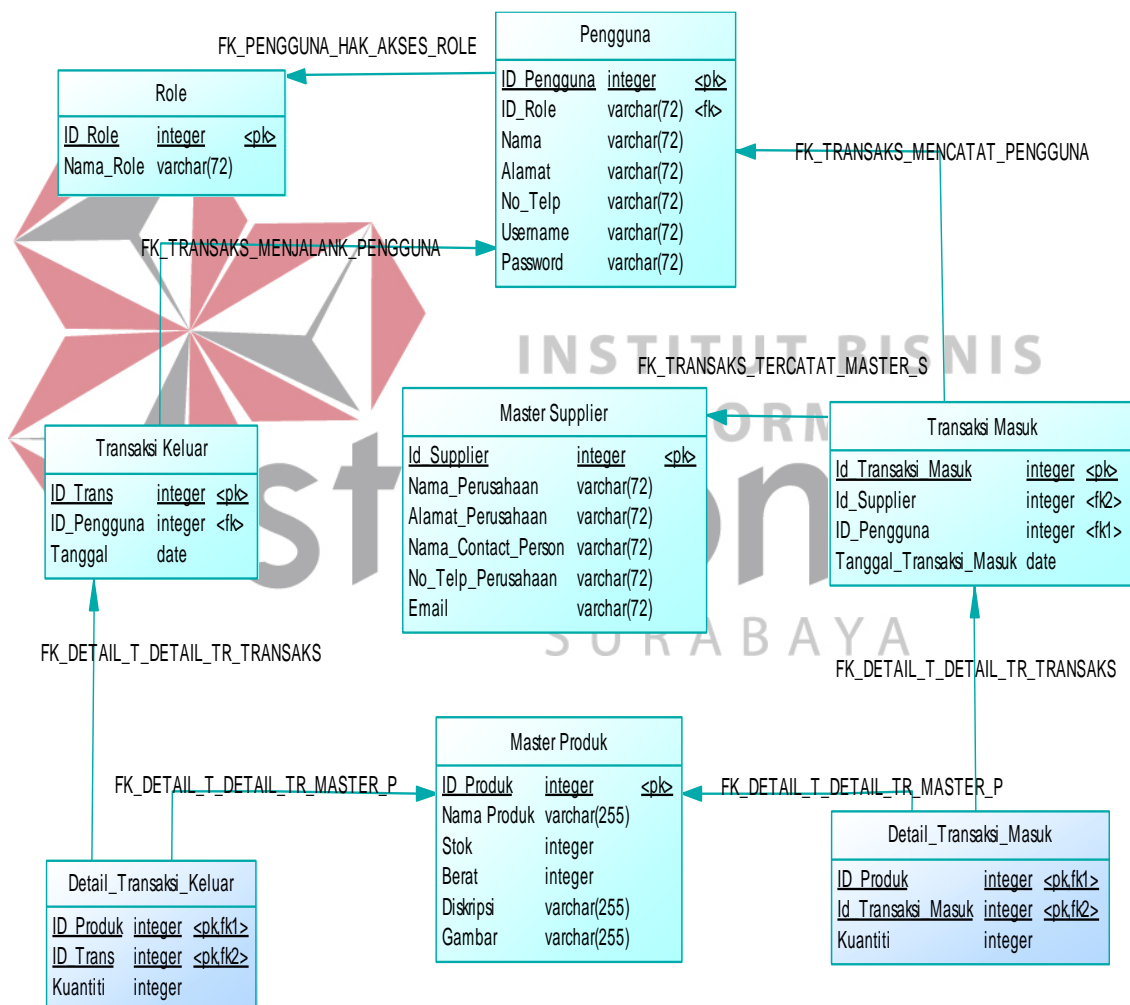 FK_PENGGUNA_HAK_AKSES_ROLE
Pengguna
ID_Pengguna integer <pk>
ID_Role varchar(72) <fk>
Nama varchar(72)
Alamat varchar(72)
No_Telp varchar(72)
Username varchar(72)
Password varchar(72)
Role
ID_Role integer <pk>
Nama_Role varchar(72)
FK_TRANSAKS_MENCATAT_PENGGUNA
FK_TRANSAKS_MENJALANK_PENGGUNA
INSTITUT BISNIS
FK_TRANSAKS_TERCATAT_MASTER_S
ORM
st
on
SURABAYA
Transaksi Keluar
ID_Trans integer <pk>
ID_Pengguna integer <fk>
Tanggal date
Master Supplier
Id_Supplier integer <pk>
Nama_Perusahaan varchar(72)
Alamat_Perusahaan varchar(72)
Nama_Contact_Person varchar(72)
No_Telp_Perusahaan varchar(72)
Email varchar(72)
Transaksi Masuk
Id_Transaksi_Masuk integer <pk>
Id_Supplier integer <fk2>
ID_Pengguna integer <fk1>
Tanggal_Transaksi_Masuk date
FK_DETAIL_T_DETAIL_TR_TRANSAKS
FK_DETAIL_T_DETAIL_TR_TRANSAKS
FK_DETAIL_T_DETAIL_TR_MASTER_P
FK_DETAIL_T_DETAIL_TR_MASTER_P
Master Produk
ID_Produk integer <pk>
Nama Produk varchar(255)
Stok integer
Berat integer
Diskripsi varchar(255)
Gambar varchar(255)
Detail_Transaksi_Keluar
ID_Produk integer <pk,fk1>
ID_Trans integer <pk,fk2>
Kuantiti integer
Detail_Transaksi_Masuk
ID_Produk integer <pk,fk1>
Id_Transaksi_Masuk integer <pk,fk2>
Kuantiti integer